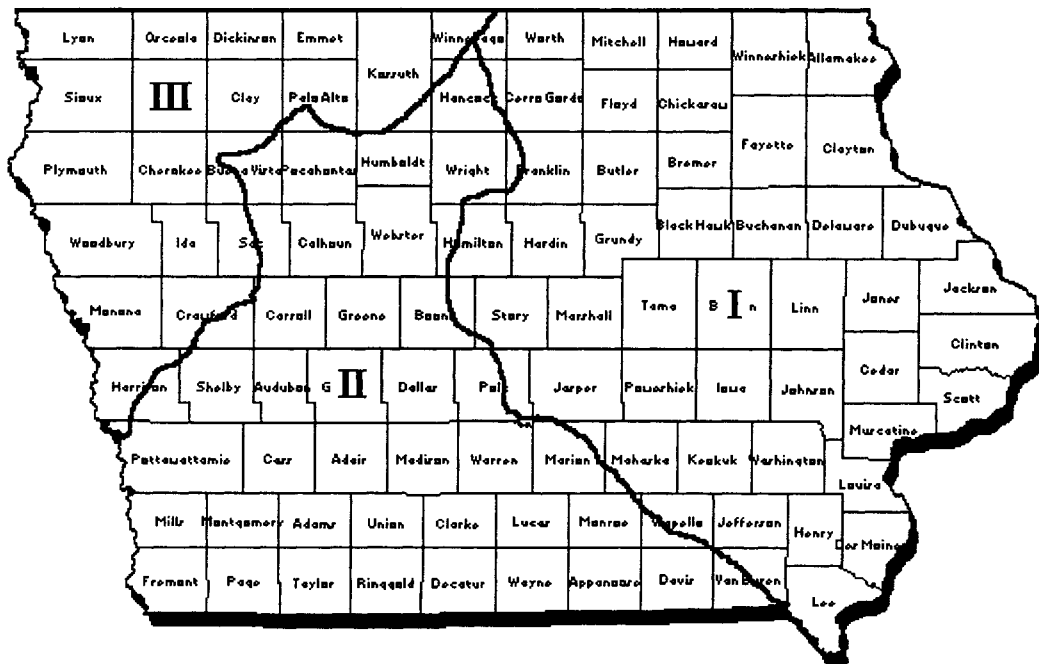 Lyon Osceola Dickinson Emmet Winnebago Worth Mitchell Howard
Kossuth Winneshiek Allamakee
Sioux III Clay Palo Alto Hancock Cerro Gordo Floyd Chickasaw
Plymouth Cherokee Buena Vista Pocahontas Humboldt Wright Franklin Butler Bremer Fayette Clayton
Woodbury Ida Sac Calhoun Webster Hamilton Hardin Grundy Black Hawk Buchanan Delaware Dubuque
Monona Crawford Carroll Greene Boone Story Marshall Tama B I n Linn Jones Jackson
Clinton
Harrison Shelby Audubon G II Dallas Polk Jasper Poweshiek Iowa Johnson Cedar
Scott
Muscatine
Pottawattamie Cass Adair Madison Warren Marion Mahaska Keokuk Washington
Louisa
Mills Montgomery Adams Union Clarke Lucas Monroe Wapello Jefferson Henry
Des Moines
Fremont Page Taylor Ringgold Decatur Wayne Appanoose Davis Van Buren
Lee